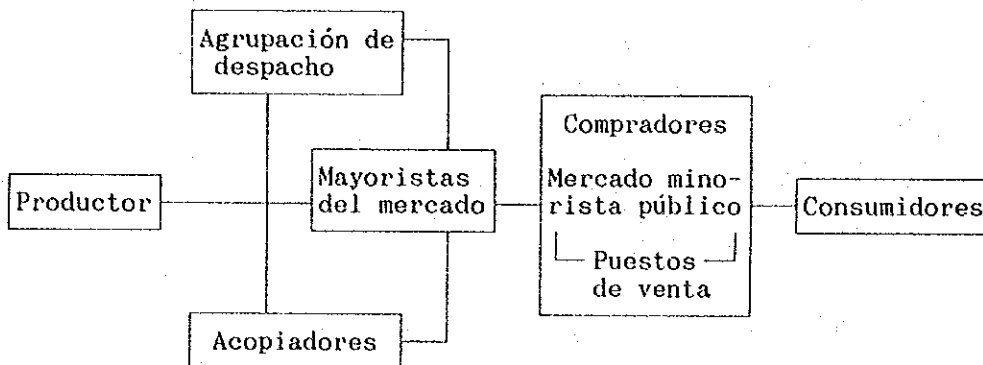 Agrupación de
despacho
Productor
Mayoristas
del mercado
Acopiadores
Compradores
Mercado mino-
rista público
Puestos
de venta
Consumidores